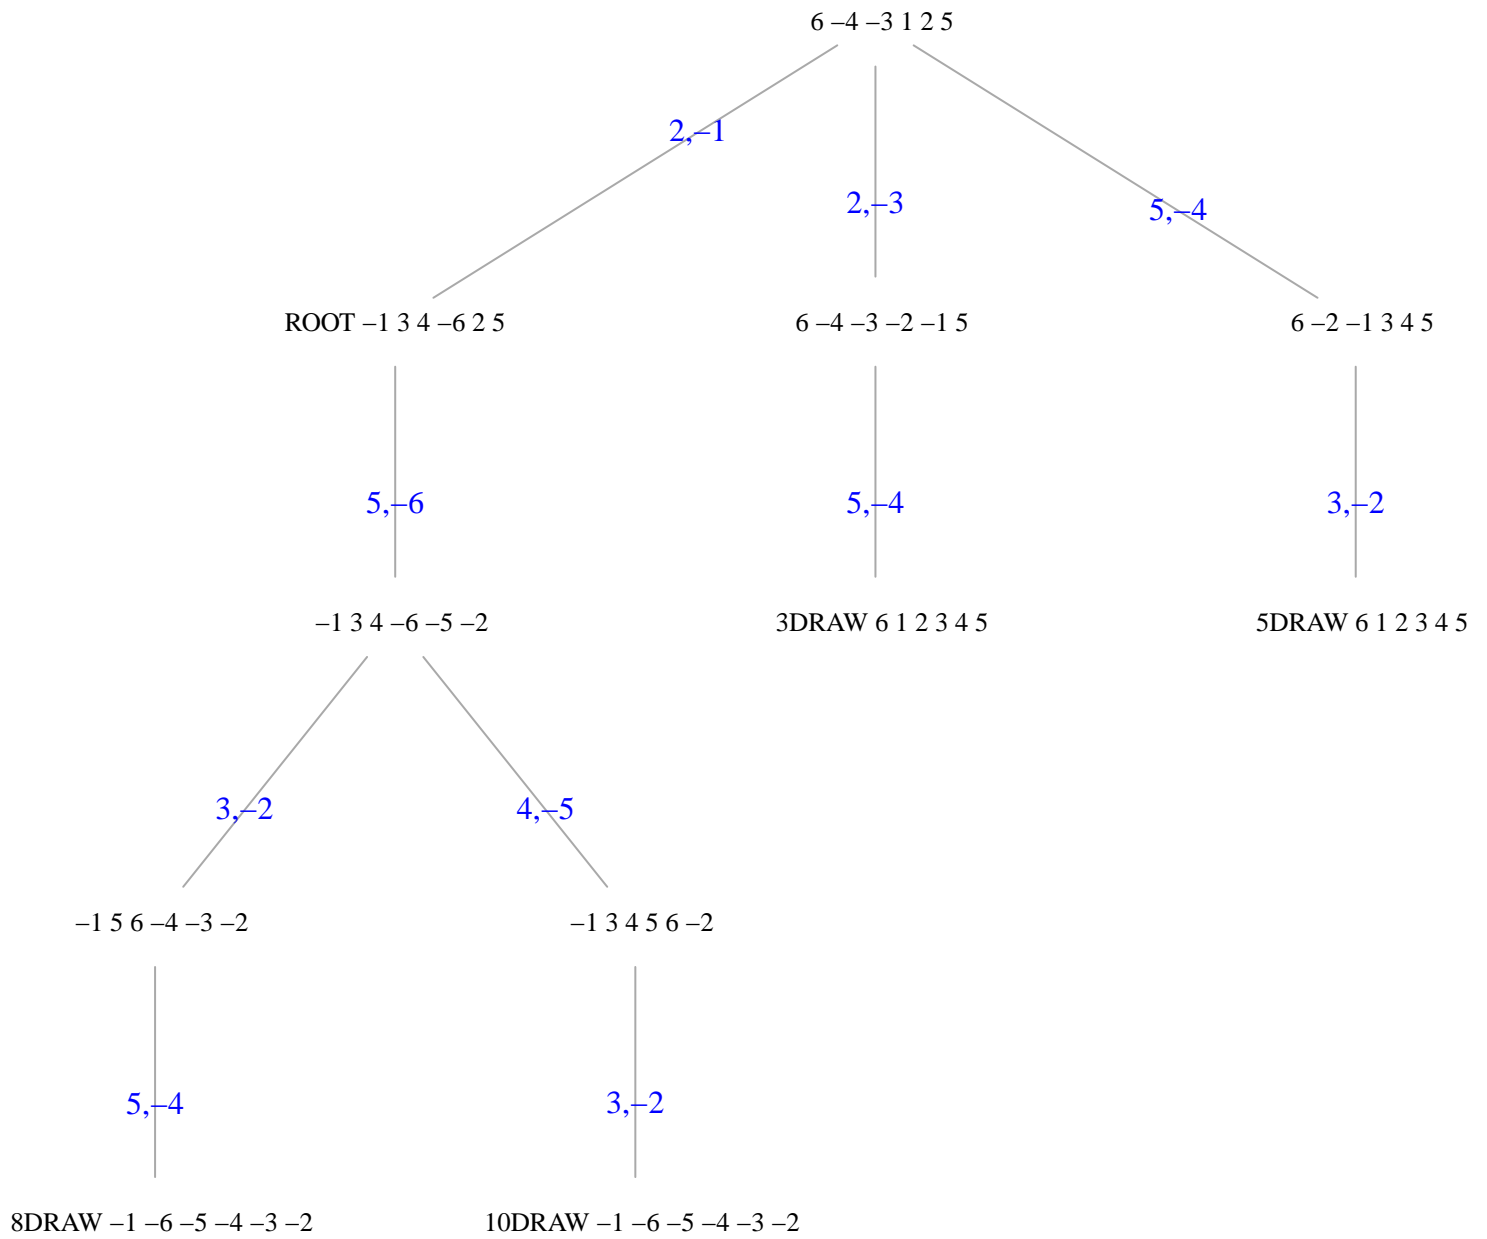 6 –4 –3 1 2 5
2,–1
2,–3
5,–4
ROOT –1 3 4 –6 2 5
6 –4 –3 –2 –1 5
6 –2 –1 3 4 5
5,–6
5,–4
3,–2
–1 3 4 –6 –5 –2
3DRAW 6 1 2 3 4 5
5DRAW 6 1 2 3 4 5
3,–2
4,–5
–1 5 6 –4 –3 –2
–1 3 4 5 6 –2
5,–4
3,–2
8DRAW –1 –6 –5 –4 –3 –2
10DRAW –1 –6 –5 –4 –3 –2